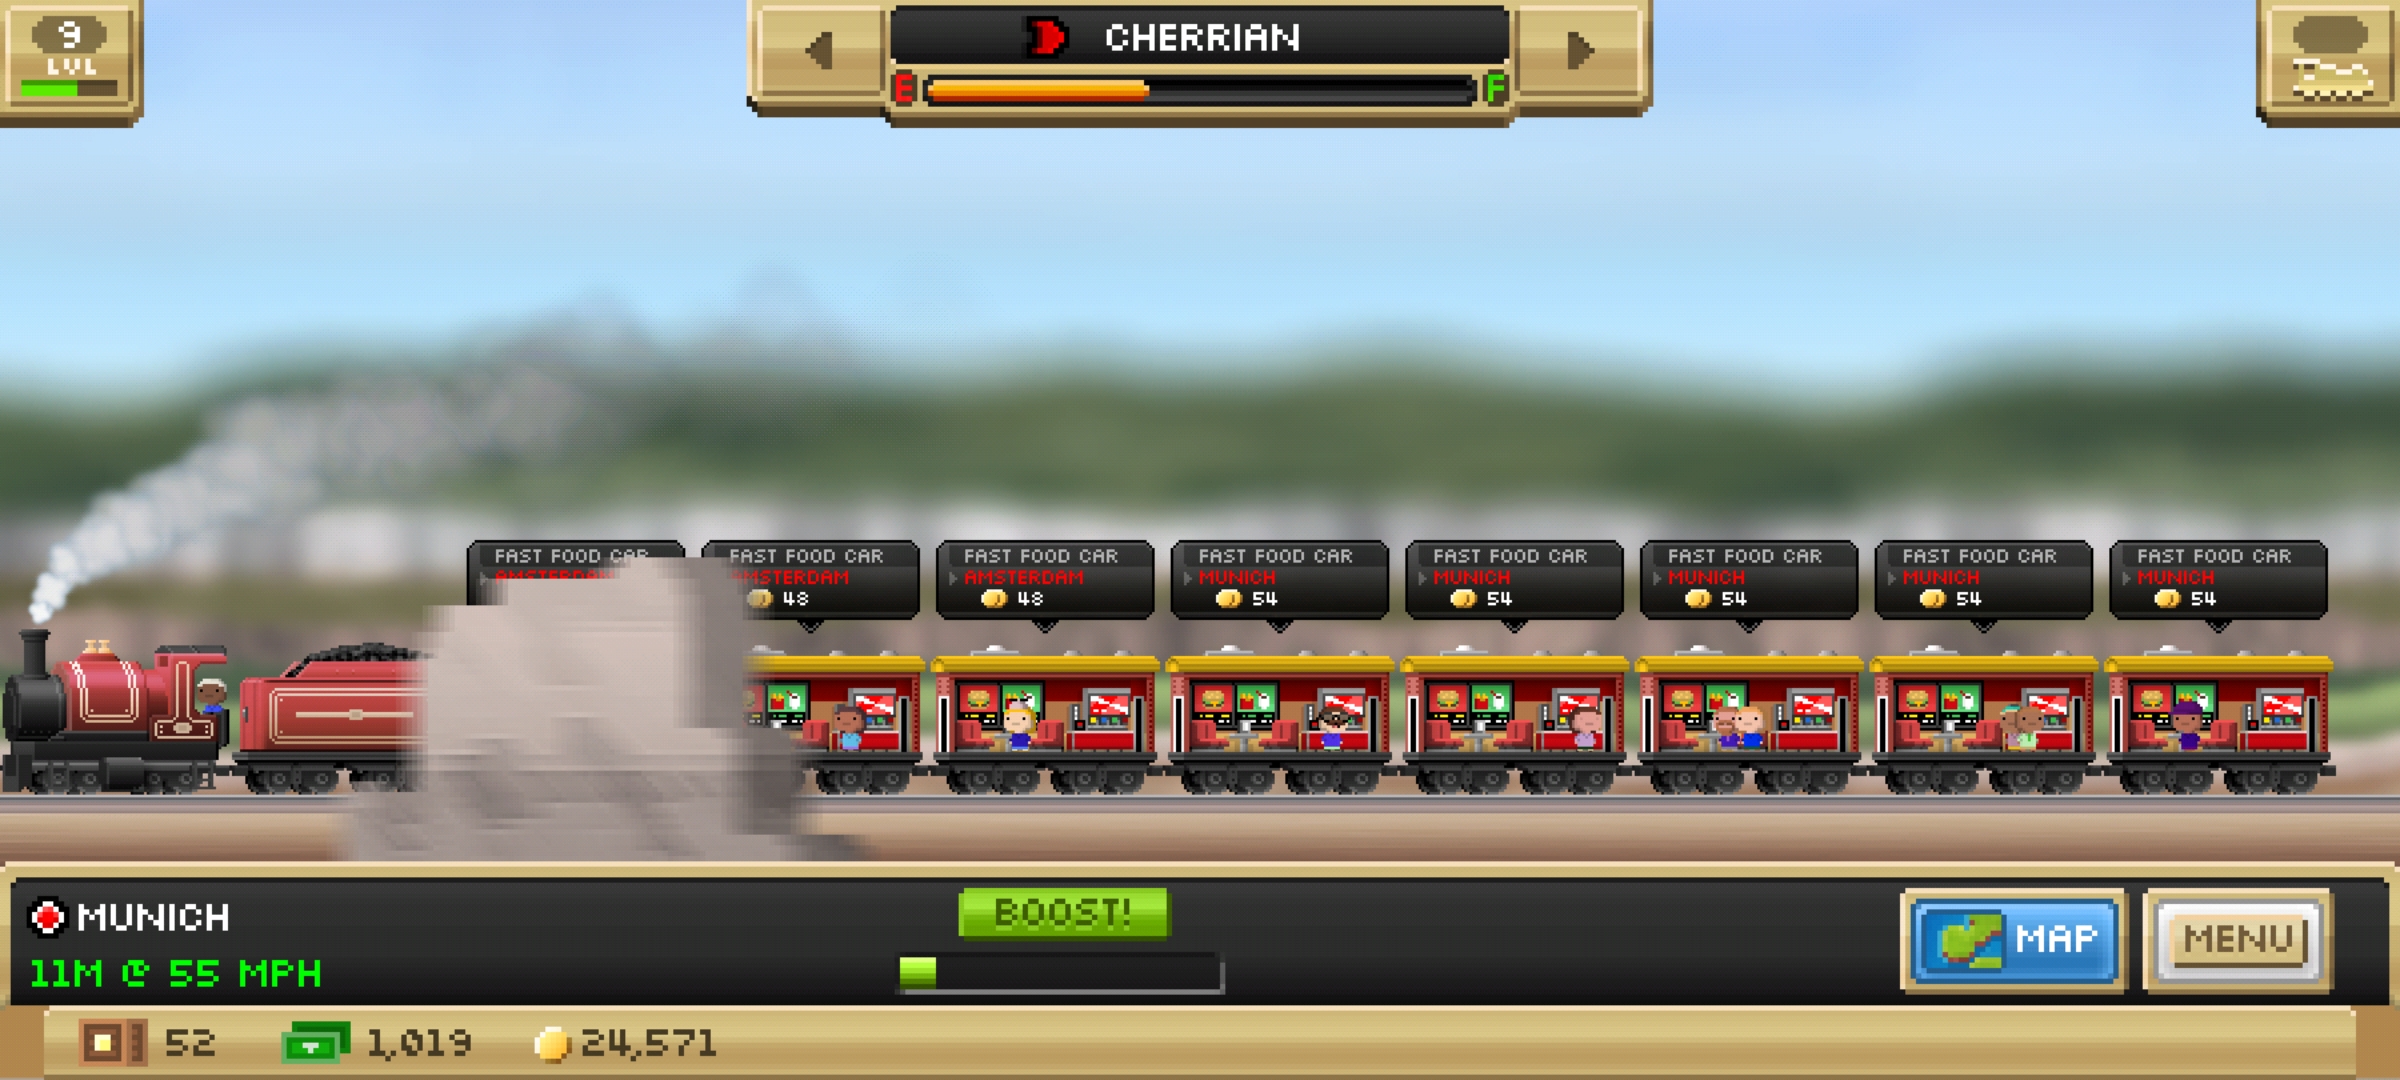 9
LVL
CHERRIAN
E F
FAST FOOD CAR
AMSTERDAM
FAST FOOD CAR
AMSTERDAM
48
FAST FOOD CAR
AMSTERDAM
48
FAST FOOD CAR
MUNICH
54
FAST FOOD CAR
MUNICH
54
FAST FOOD CAR
MUNICH
54
FAST FOOD CAR
MUNICH
54
FAST FOOD CAR
MUNICH
54
MUNICH
11M @ 55 MPH
BOOST!
MAP
MENU
52
1,019
24,571